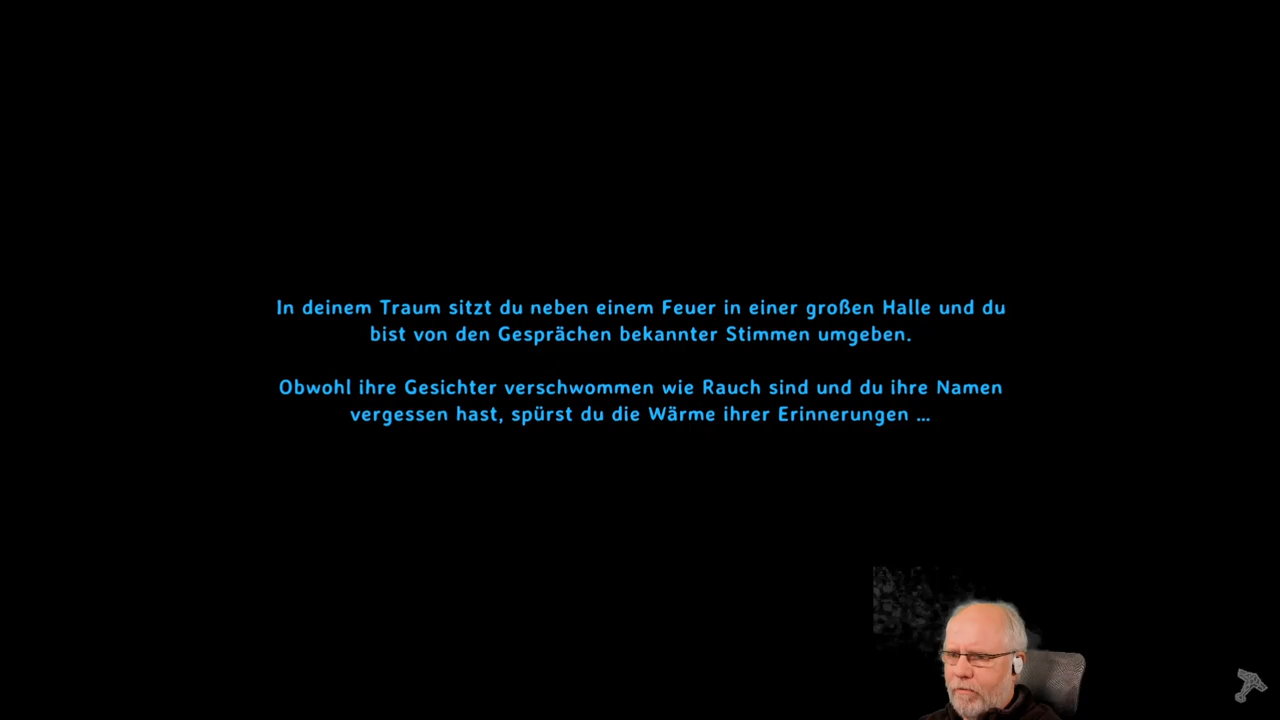 In deinem Traum sitzt du neben einem Feuer in einer großen Halle und du
bist von den Gesprächen bekannter Stimmen umgeben.
Obwohl ihre Gesichter verschwommen wie Rauch sind und du ihre Namen
vergessen hast, spürst du die Wärme ihrer Erinnerungen ...